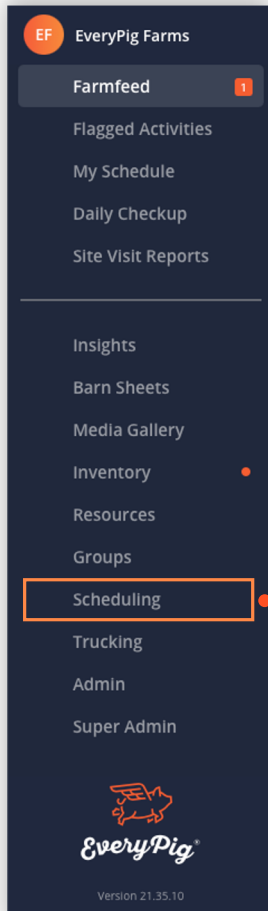 EF EveryPig Farms
Farmfeed 1
Flagged Activities
My Schedule
Daily Checkup
Site Visit Reports
Insights
Barn Sheets
Media Gallery
Inventory
Resources
Groups
Scheduling
Trucking
Admin
Super Admin
EveryPig®
Version 21.35.10